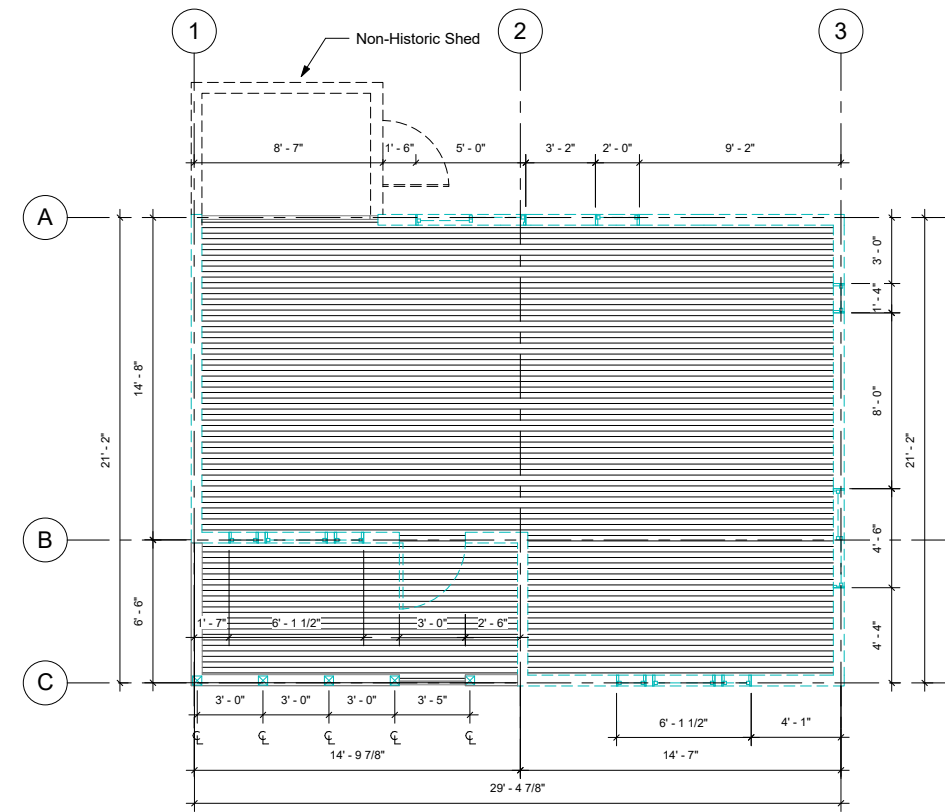 1
2
3
Non-Historic Shed
8' - 7"
1' - 6"
5' - 0"
3' - 2"
2' - 0"
9' - 2"
A
3' - 0"
1' - 4"
14' - 8"
8' - 0"
21' - 2"
21' - 2"
B
4' - 6"
6' - 6"
1' - 7"
6' - 1 1/2"
3' - 0"
2' - 6"
4' - 4"
C
3' - 0"
3' - 0"
3' - 0"
3' - 5"
6' - 1 1/2"
4' - 1"
℄
℄
℄
℄
℄
14' - 9 7/8"
14' - 7"
29' - 4 7/8"